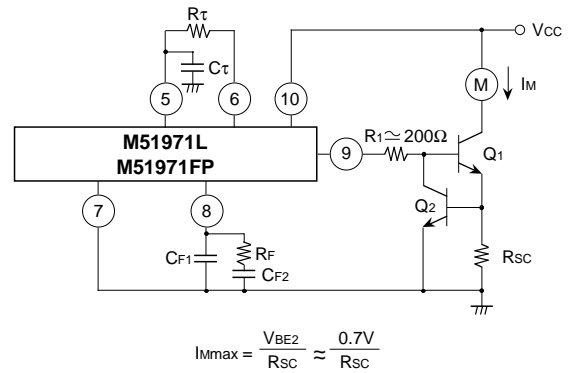 Rτ
VCC
Cτ
M
IM
5
6
10
M51971L
M51971FP
9
R1≃200Ω
Q1
Q2
7
8
CF1
RF
CF2
RSC
IMmax = VBE2/RSC ≈ 0.7V/RSC